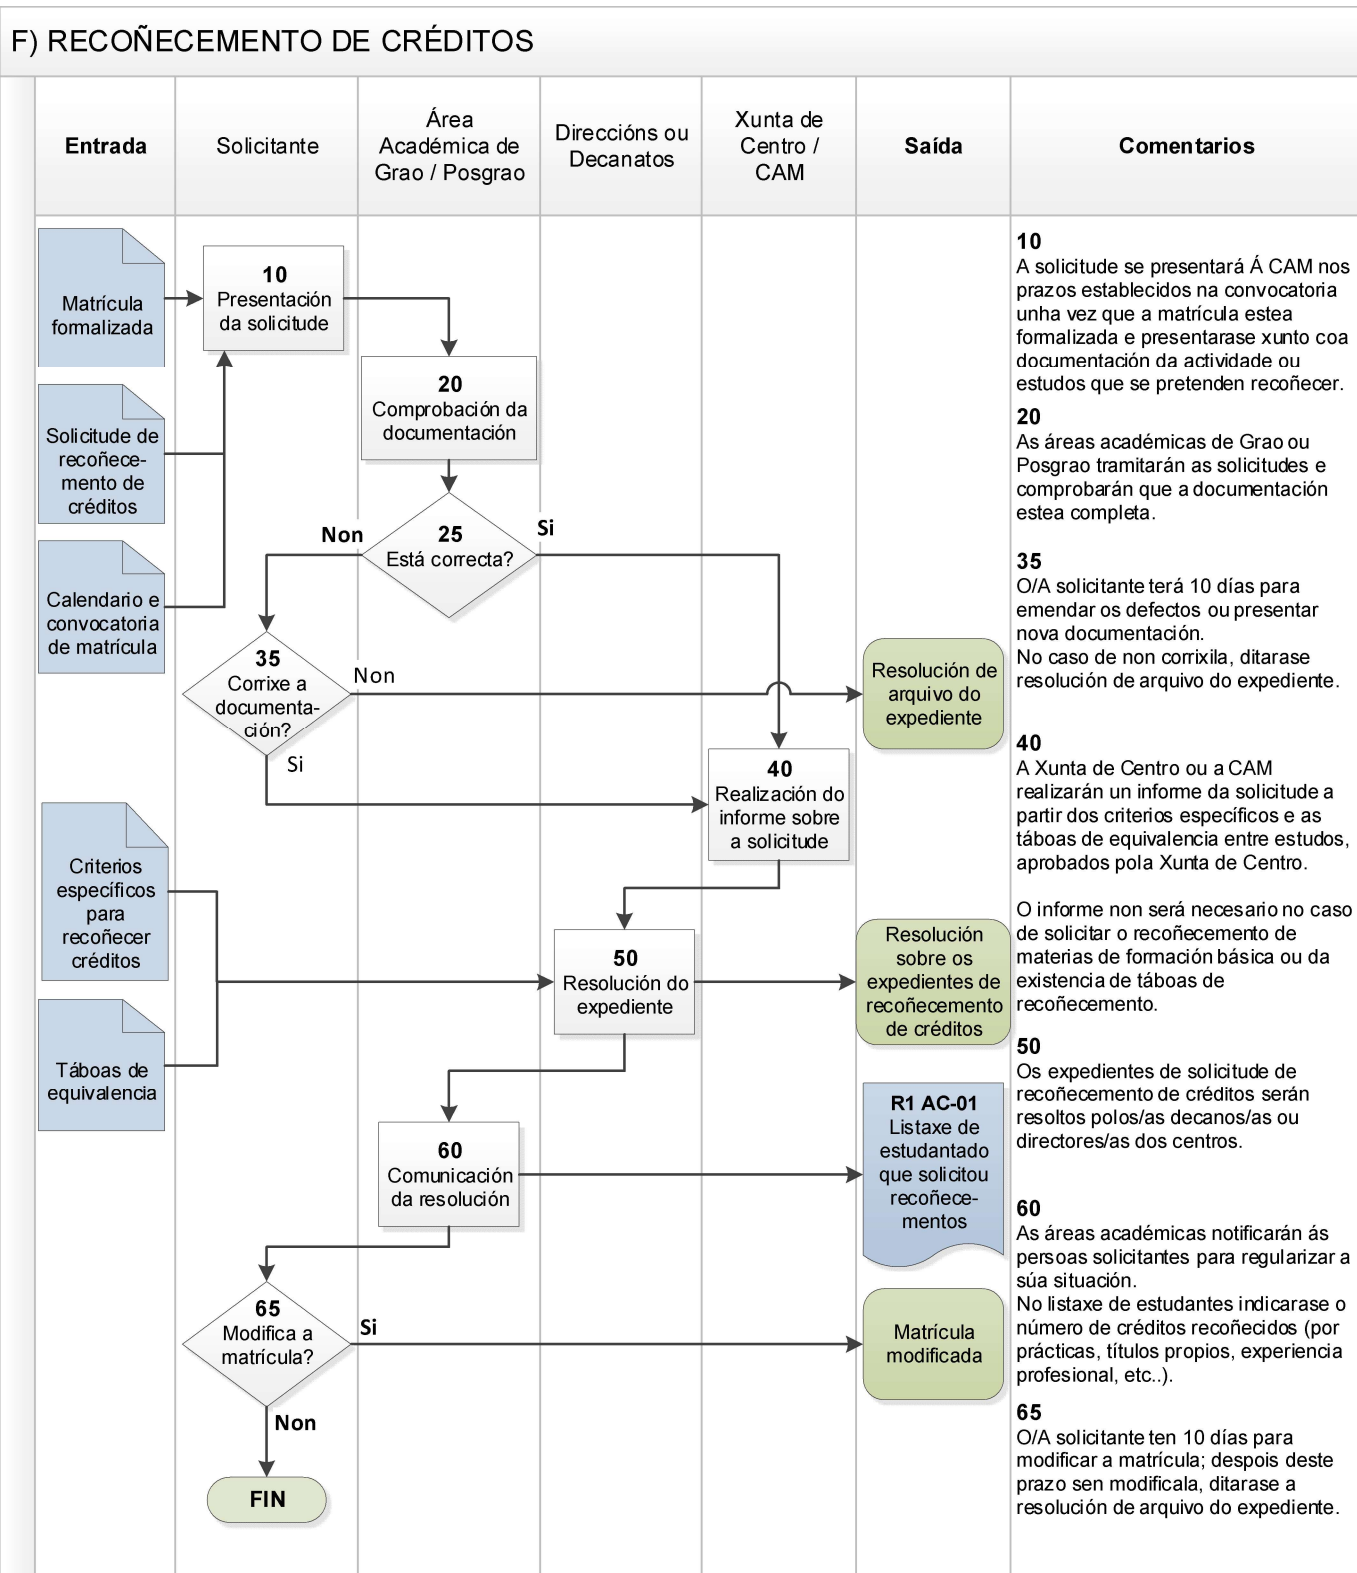 F) RECOÑECEMENTO DE CRÉDITOS
Entrada
Solicitante
Área
Académica de
Grao / Posgrao
Direccións ou
Decanatos
Xunta de
Centro /
CAM
Saída
Comentarios
Matrícula
formalizada
Solicitude de
recoñece-
mento de
créditos
Calendario e
convocatoria
de matrícula
10
Presentación
da solicitude
20
Comprobación da
documentación
25
Está correcta?
Non
Si
35
Corrixe a
documenta-
ción?
Non
Si
Resolución de
arquivo do
expediente
40
Realización do
informe sobre
a solicitude
Criterios
específicos
para
recoñecer
créditos
Táboas de
equivalencia
50
Resolución do
expediente
Resolución
sobre os
expedientes de
recoñecemento
de créditos
60
Comunicación
da resolución
R1 AC-01
Listaxe de
estudantado
que solicitou
recoñece-
mentos
65
Modifica a
matrícula?
Si
Non
Matrícula
modificada
FIN
10
A solicitude se presentará Á CAM nos
prazos establecidos na convocatoria
unha vez que a matrícula estea
formalizada e presentarase xunto coa
documentación da actividade ou
estudos que se pretenden recoñecer.
20
As áreas académicas de Grao ou
Posgrao tramitarán as solicitudes e
comprobarán que a documentación
estea completa.
35
O/A solicitante terá 10 días para
emendar os defectos ou presentar
nova documentación.
No caso de non corrixila, ditarase
resolución de arquivo do expediente.
40
A Xunta de Centro ou a CAM
realizarán un informe da solicitude a
partir dos criterios específicos e as
táboas de equivalencia entre estudos,
aprobados pola Xunta de Centro.
O informe non será necesario no caso
de solicitar o recoñecemento de
materias de formación básica ou da
existencia de táboas de
recoñecemento.
50
Os expedientes de solicitude de
recoñecemento de créditos serán
resoltos polos/as decanos/as ou
directores/as dos centros.
60
As áreas académicas notificarán ás
persoas solicitantes para regularizar a
súa situación.
No listaxe de estudantes indicarase o
número de créditos recoñecidos (por
prácticas, títulos propios, experiencia
profesional, etc..).
65
O/A solicitante ten 10 días para
modificar a matrícula; despois deste
prazo sen modificala, ditarase a
resolución de arquivo do expediente.